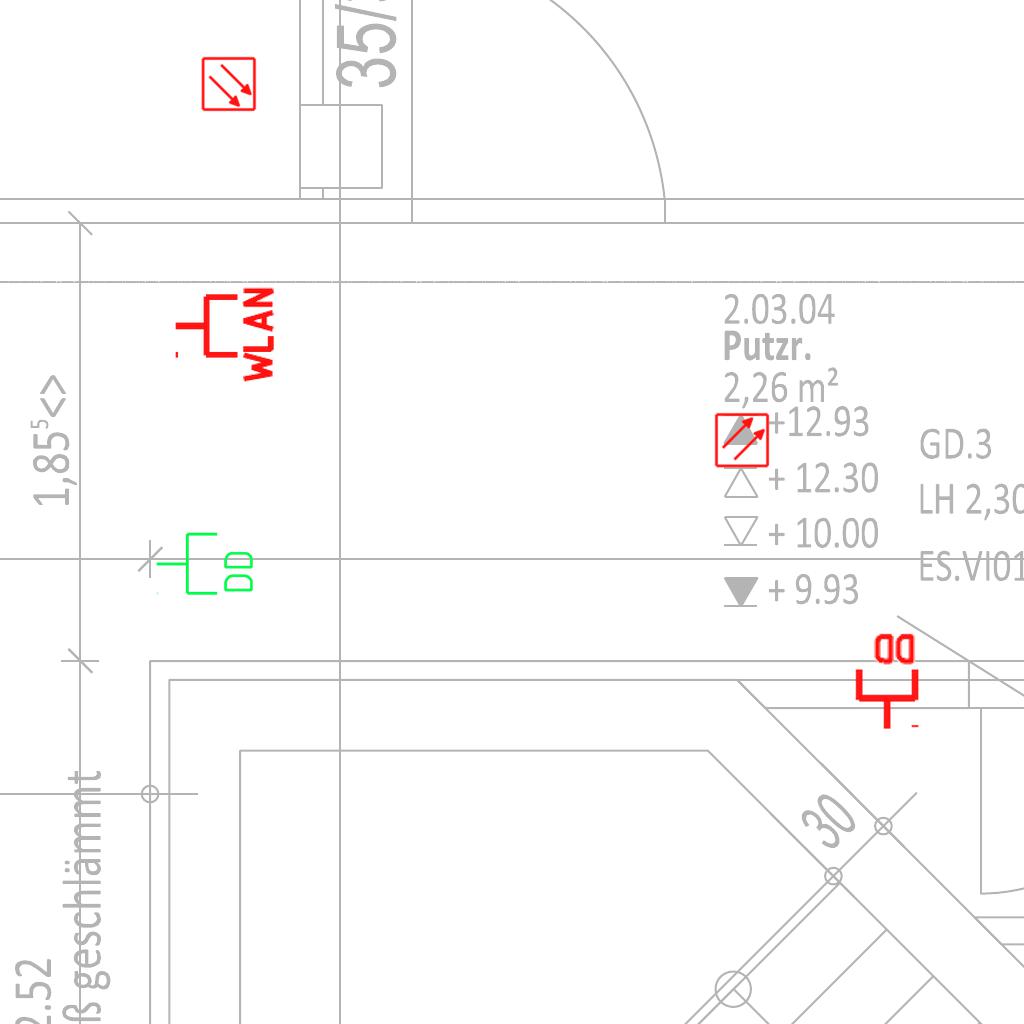 35/
WLAN
2.03.04
Putzr.
2,26 m²
+12.93
+ 12.30
+ 10.00
+ 9.93
GD.3
LH 2,30
ES.VI01
1,85⁵<>
DD
DD
30
ß geschlämmt
2.52